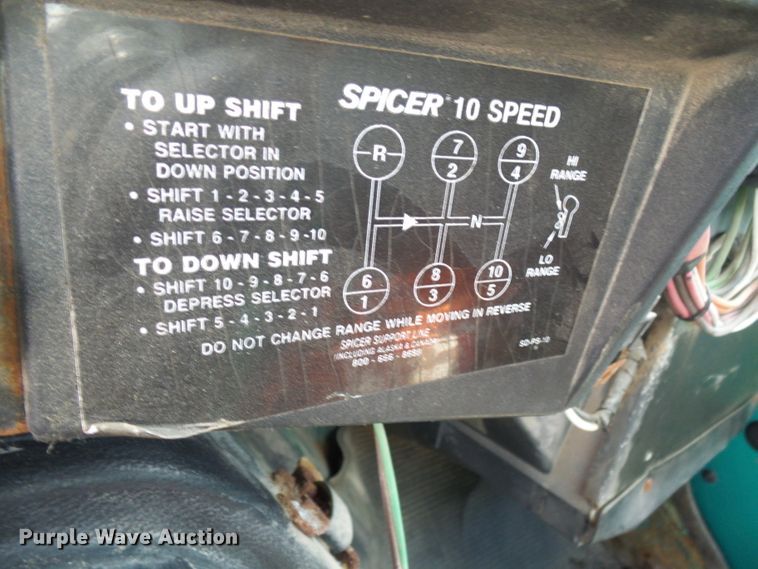 SPICER® 10 SPEED
TO UP SHIFT
• START WITH
SELECTOR IN
DOWN POSITION
• SHIFT 1 - 2 - 3 - 4 - 5
RAISE SELECTOR
• SHIFT 6 - 7 - 8 - 9 - 10
TO DOWN SHIFT
• SHIFT 10 - 9 - 8 - 7 - 6
DEPRESS SELECTOR
• SHIFT 5 - 4 - 3 - 2 - 1
R
7
2
9
4
N
6
1
8
3
10
5
HI
RANGE
LO
RANGE
DO NOT CHANGE RANGE WHILE MOVING IN REVERSE
SPICER SUPPORT LINE
(INCLUDING ALASKA & CANADA)
SD-PS-10
Purple Wave Auction